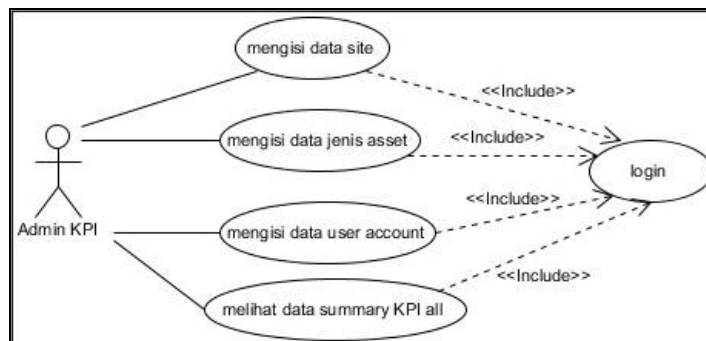 mengisi data site
<<Include>>
mengisi data jenis asset
<<Include>>
login
Admin KPI
mengisi data user account
<<Include>>
<<Include>>
melihat data summary KPI all